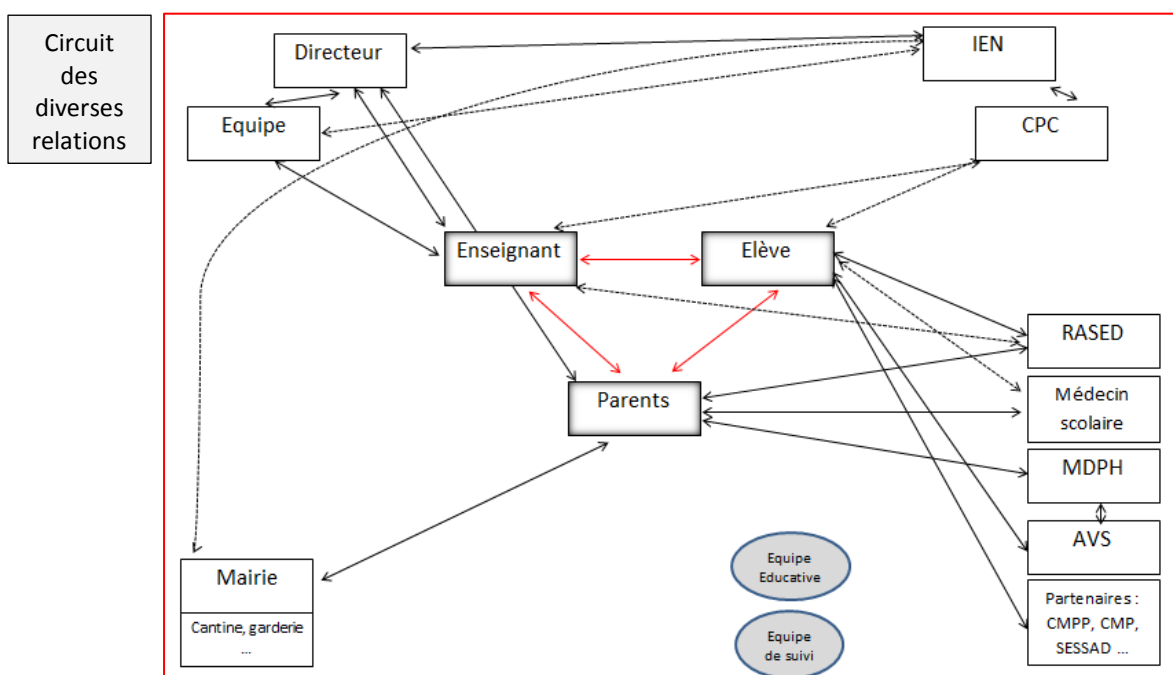 Circuit
des
diverses
relations
Directeur
IEN
Equipe
CPC
Enseignant
Elève
RASED
Parents
Médecin
scolaire
MDPH
AVS
Equipe
Educative
Mairie
Cantine, garderie
...
Partenaires :
CMPP, CMP,
SESSAD ...
Equipe
de suivi